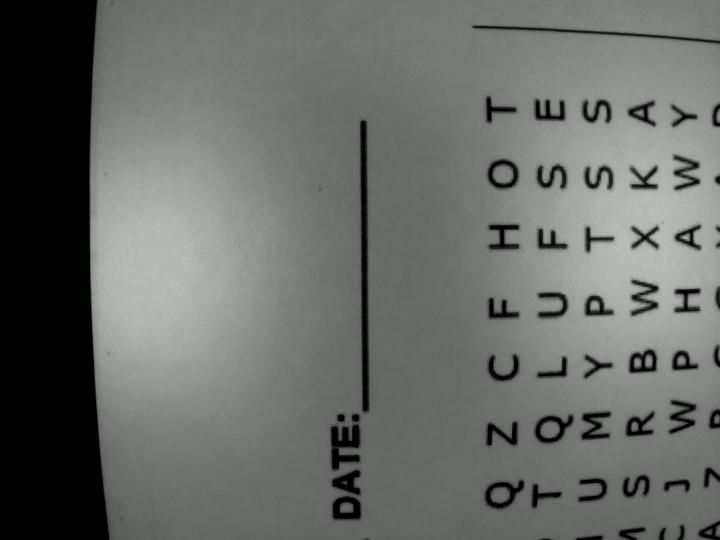 DATE:
Q Z C F H O T
T Q L U F S E
U M Y P T S S
S R B W X K A
J W P H A W Y